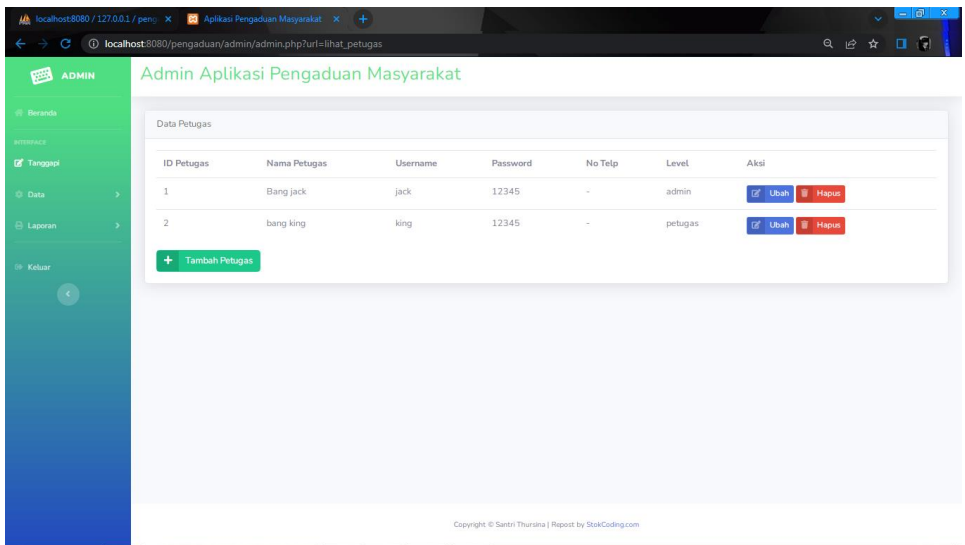 localhost:8080 / 127.0.0.1 / peng
Aplikasi Pengaduan Masyarakat
localhost:8080/pengaduan/admin/admin.php?url=lihat_petugas
ADMIN
Admin Aplikasi Pengaduan Masyarakat
Beranda
INTERFACE
Tanggapi
Data
Laporan
Keluar
Data Petugas
ID Petugas Nama Petugas Username Password No Telp Level Aksi
1 Bang jack jack 12345 - admin Ubah Hapus
2 bang king king 12345 - petugas Ubah Hapus
+ Tambah Petugas
Copyright © Santri Thursina | Repost by StokCoding.com